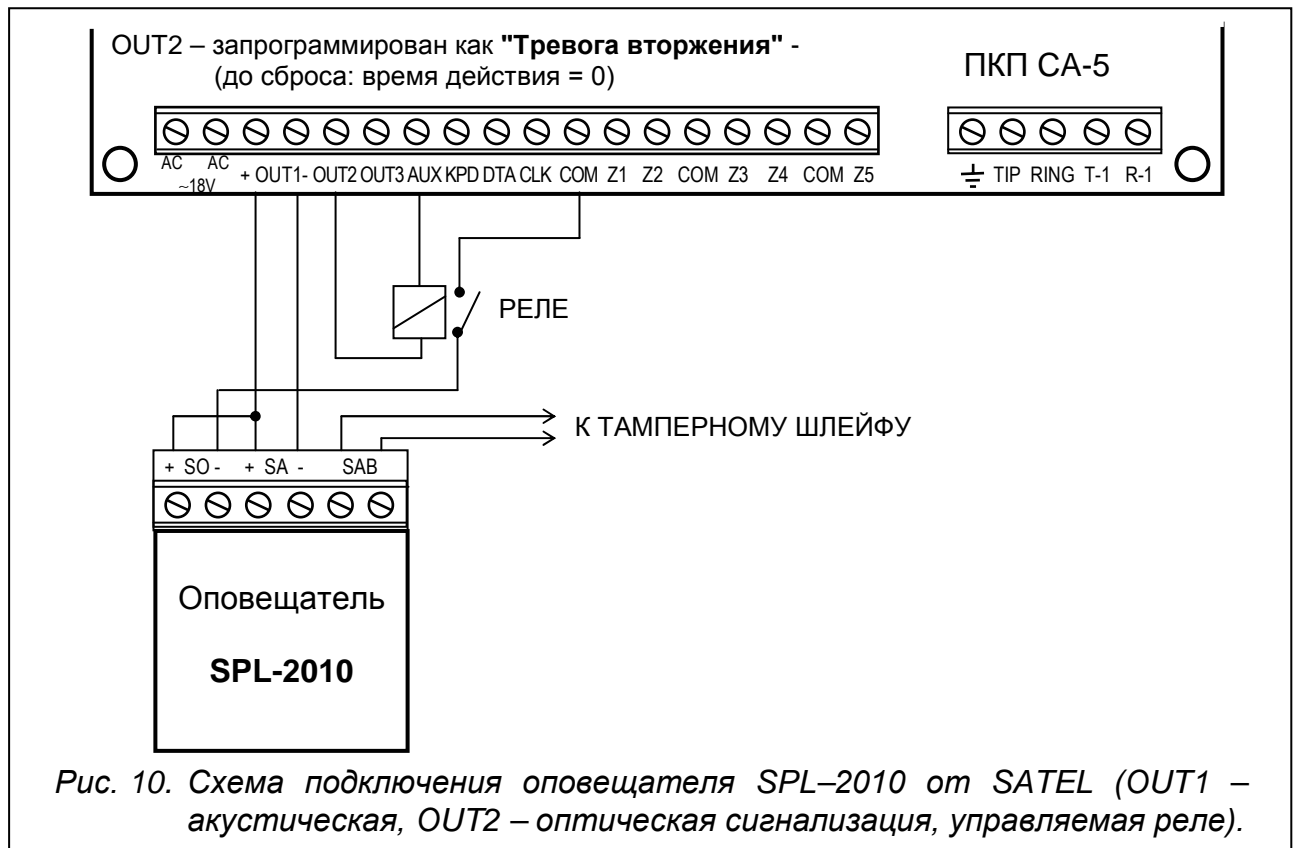 OUT2 – запрограммирован как "Тревога вторжения" -
(до сброса: время действия = 0)
ПКП CA-5
AC AC + OUT1- OUT2 OUT3 AUX KPD DTA CLK COM Z1 Z2 COM Z3 Z4 COM Z5
~18V
TIP RING T-1 R-1
РЕЛЕ
К ТАМПЕРНОМУ ШЛЕЙФУ
+ SO - + SA - SAB
Оповещатель
SPL-2010
Рис. 10. Схема подключения оповещателя SPL–2010 от SATEL (OUT1 –
акустическая, OUT2 – оптическая сигнализация, управляемая реле).